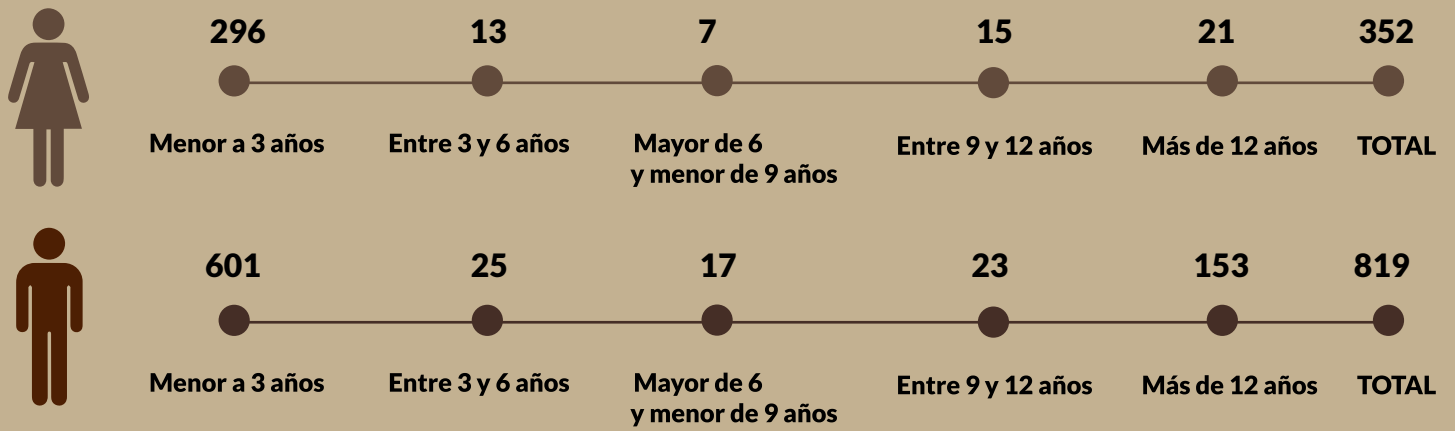 296 13 7 15 21 352
Menor a 3 años Entre 3 y 6 años Mayor de 6 Entre 9 y 12 años Más de 12 años TOTAL
y menor de 9 años
601 25 17 23 153 819
Menor a 3 años Entre 3 y 6 años Mayor de 6 Entre 9 y 12 años Más de 12 años TOTAL
y menor de 9 años